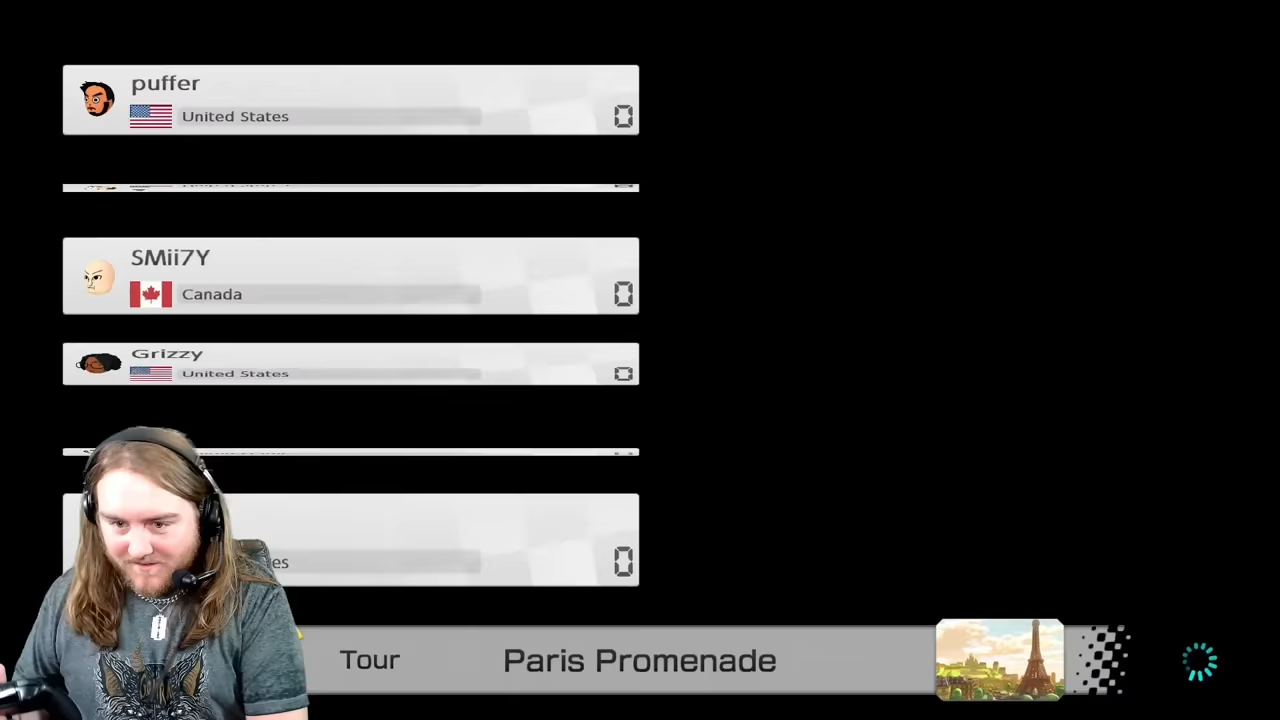 puffer
United States
0
SMii7Y
Canada
0
Grizzy
United States
0
es
0
Tour
Paris Promenade